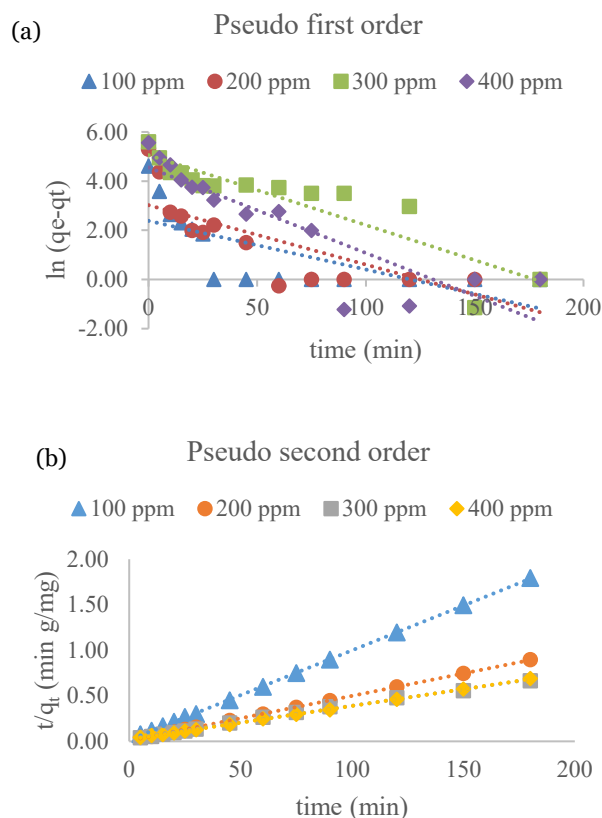 (a)
Pseudo first order
100 ppm 200 ppm 300 ppm 400 ppm
6.00
4.00
2.00
0.00
-2.00
0 50 100 150 200
ln (qe-qt)
time (min)
(b)
Pseudo second order
100 ppm 200 ppm 300 ppm 400 ppm
2.00
1.50
1.00
0.50
0.00
0 50 100 150 200
t/qt (min g/mg)
time (min)